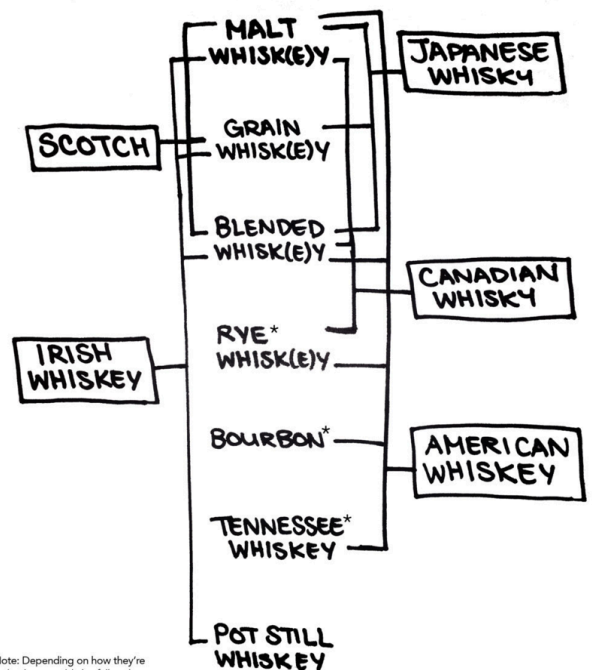 MALT
WHISK(E)Y
JAPANESE
WHISKY
SCOTCH
GRAIN
WHISK(E)Y
BLENDED
WHISK(E)Y
CANADIAN
WHISKY
RYE*
WHISK(E)Y
IRISH
WHISKEY
BOURBON*
AMERICAN
WHISKEY
TENNESSEE*
WHISKEY
POT STILL
WHISKEY
Note: Depending on how they're